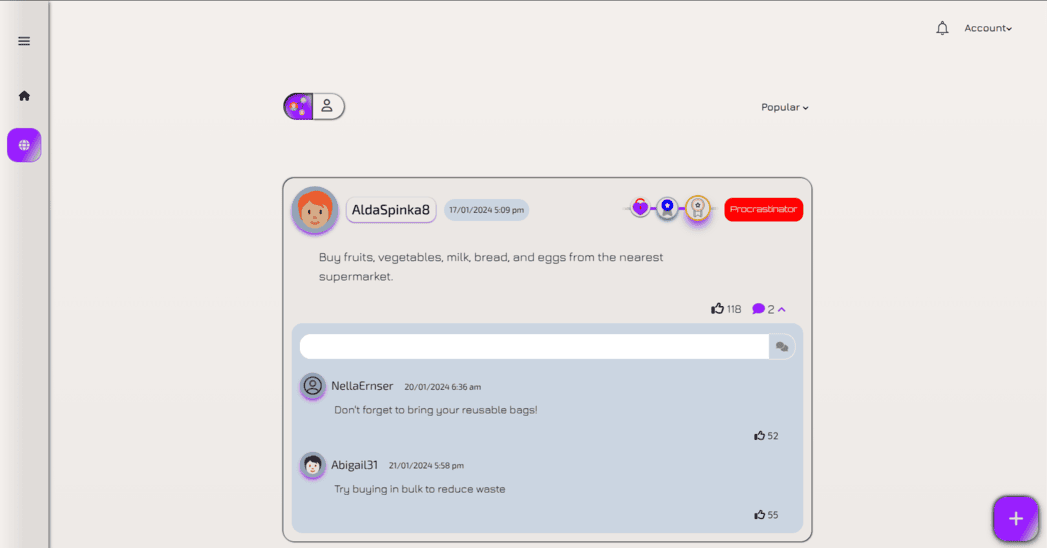 Account
Popular
AldaSpinka8
17/01/2024 5:09 pm
Procrastinator
Buy fruits, vegetables, milk, bread, and eggs from the nearest
supermarket.
118
2
NellaErnser 20/01/2024 6:36 am
Don't forget to bring your reusable bags!
52
Abigail31 21/01/2024 5:58 pm
Try buying in bulk to reduce waste
55